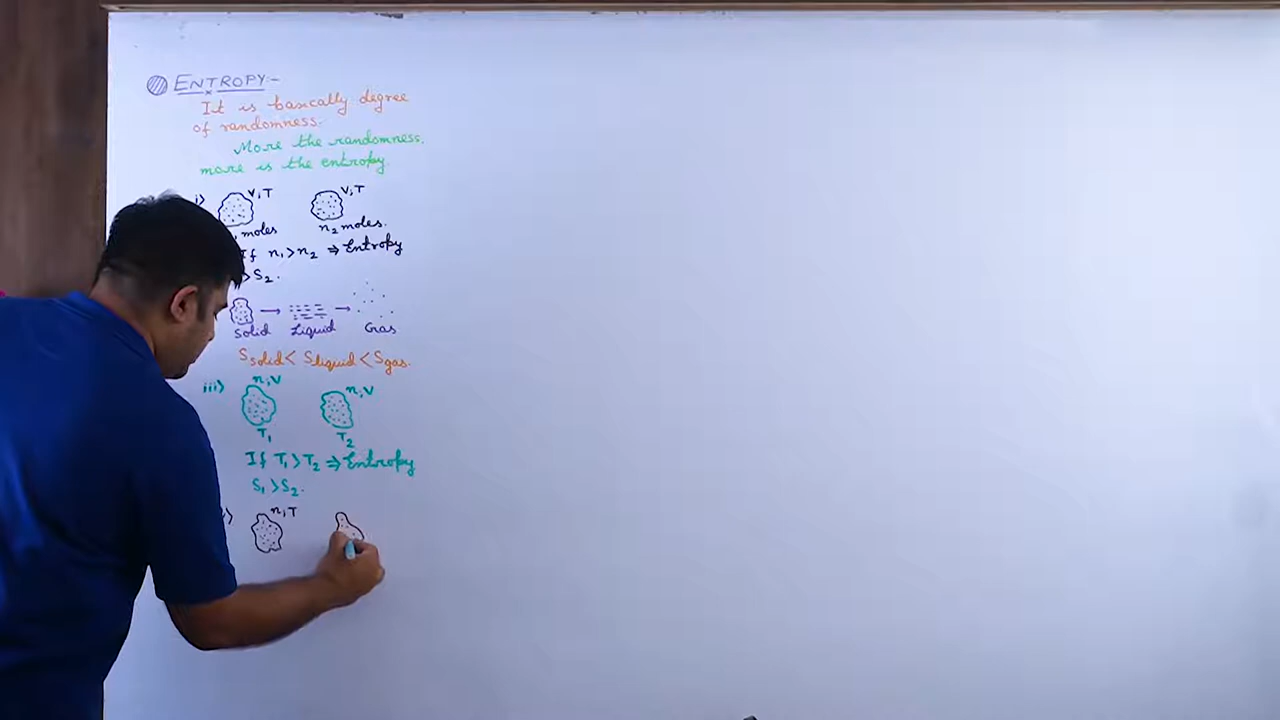 ENTROPY:-
It is basically degree
of randomness.
More the randomness,
more is the entropy.
i> V,T V,T
moles n2 moles.
If n1>n2 ⇒ Entropy
>S2.
Solid → Liquid → Gas
Ssolid < Sliquid < Sgas.
iii> n,V n,V
T1 T2
If T1>T2 ⇒ Entropy
S1>S2.
n,T